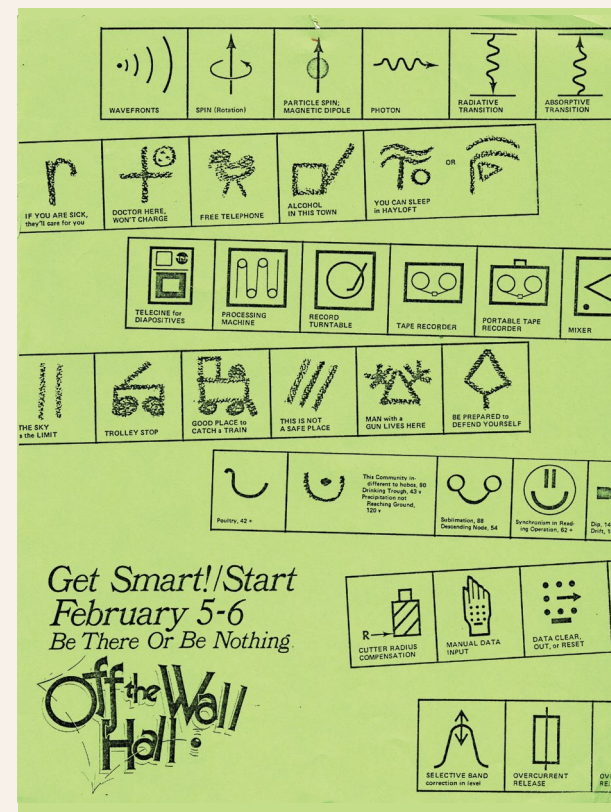 WAVEFRONTS
SPIN (Rotation)
PARTICLE SPIN;
MAGNETIC DIPOLE
PHOTON
RADIATIVE
TRANSITION
ABSORPTIVE
TRANSITION
IF YOU ARE SICK,
they'll care for you
DOCTOR HERE,
WON'T CHARGE
FREE TELEPHONE
ALCOHOL
IN THIS TOWN
YOU CAN SLEEP
in HAYLOFT
OR
TELECINE for
DIAPOSITIVES
PROCESSING
MACHINE
RECORD
TURNTABLE
TAPE RECORDER
PORTABLE TAPE
RECORDER
MIXER
THE SKY
s the LIMIT
TROLLEY STOP
GOOD PLACE to
CATCH a TRAIN
THIS IS NOT
A SAFE PLACE
MAN with a
GUN LIVES HERE
BE PREPARED to
DEFEND YOURSELF
Poultry, 42 +
This Community in-
different to hobos, 90
Drinking Trough, 43 x
Precipitation not
Reaching Ground,
120 v
Sublimation, 88
Descending Node, 54
Synchronism in Read-
ing Operation, 62 +
Dip, 14
Drift, 1
Get Smart!/Start
February 5-6
Be There Or Be Nothing
Off the Wall
Hall
R
CUTTER RADIUS
COMPENSATION
MANUAL DATA
INPUT
DATA CLEAR,
OUT, or RESET
SELECTIVE BAND
correction in level
OVERCURRENT
RELEASE
OV
RE